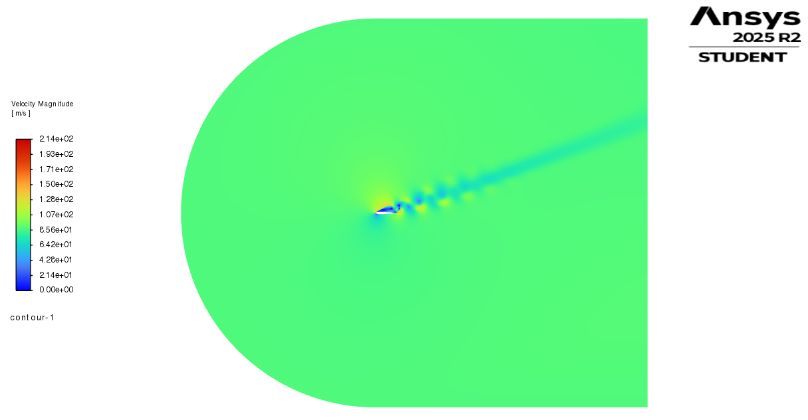 Ansys
2025 R2
STUDENT
Velocity Magnitude
[ m/s ]
2.14e+02
1.93e+02
1.71e+02
1.50e+02
1.28e+02
1.07e+02
8.56e+01
6.42e+01
4.28e+01
2.14e+01
0.00e+00
contour-1